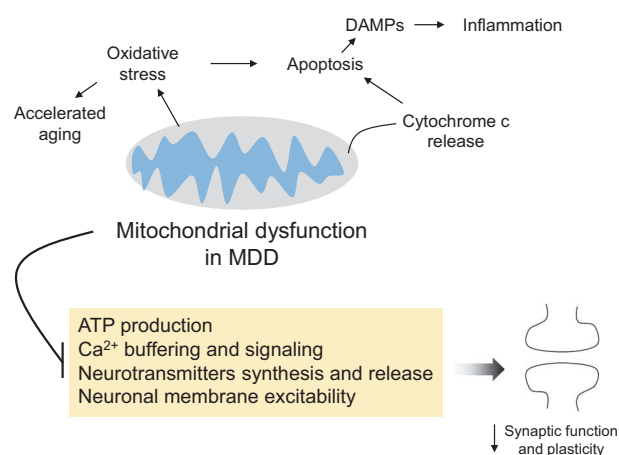 DAMPs
Inflammation
Oxidative
stress
Apoptosis
Accelerated
aging
Cytochrome c
release
Mitochondrial dysfunction
in MDD
ATP production
Ca²⁺ buffering and signaling
Neurotransmitters synthesis and release
Neuronal membrane excitability
Synaptic function
and plasticity